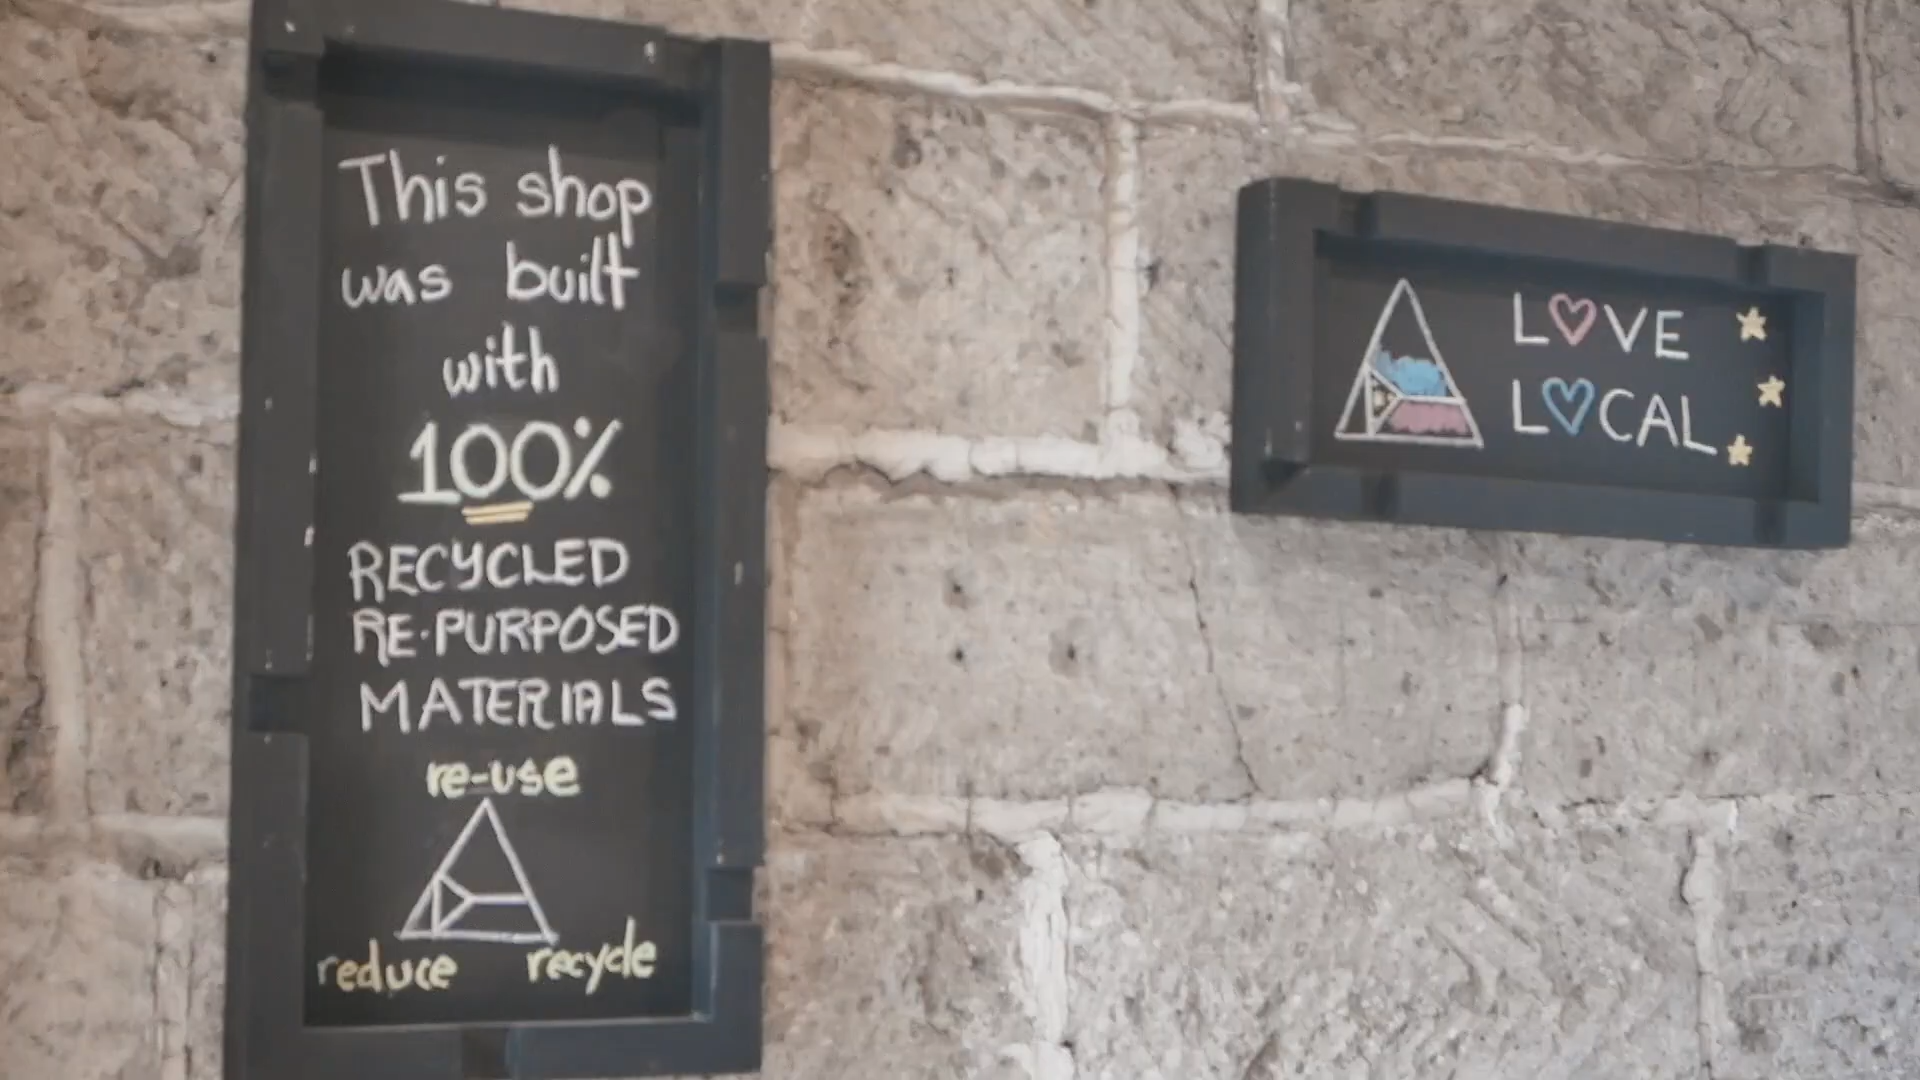 This shop
was built
with
100%
RECYCLED
RE-PURPOSED
MATERIALS
re-use
reduce recycle
LOVE
LOCAL